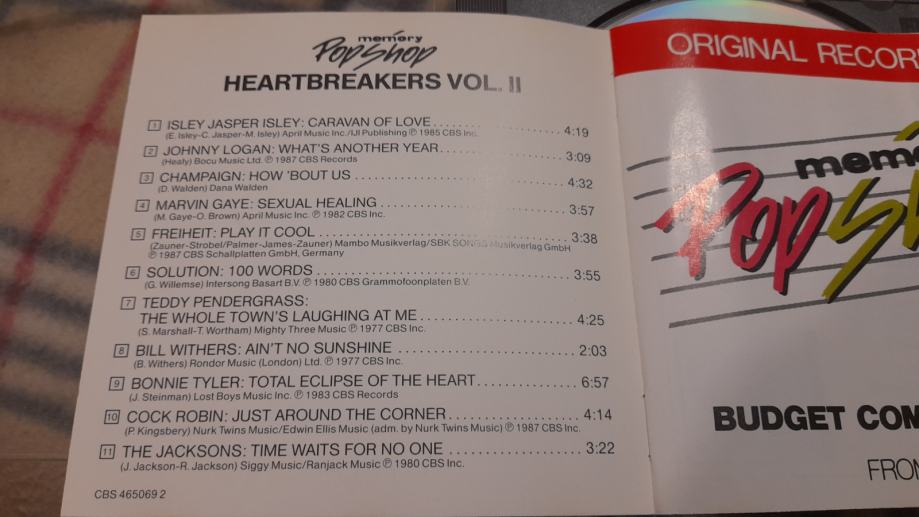 memory
Pop Shop
HEARTBREAKERS VOL. II
1 ISLEY JASPER ISLEY: CARAVAN OF LOVE........................ 4:19
(E. Isley-C. Jasper-M. Isley) April Music Inc./IJI Publishing ℗ 1985 CBS Inc.
2 JOHNNY LOGAN: WHAT'S ANOTHER YEAR........................ 3:09
(Healy) Bocu Music Ltd. ℗ 1987 CBS Records
3 CHAMPAIGN: HOW 'BOUT US ........................ 4:32
(D. Walden) Dana Walden
4 MARVIN GAYE: SEXUAL HEALING........................ 3:57
(M. Gaye-O. Brown) April Music Inc. ℗ 1982 CBS Inc.
5 FREIHEIT: PLAY IT COOL ........................ 3:38
(Zauner-Strobel/Palmer-James-Zauner) Mambo Musikverlag/SBK SONGS Musikverlag GmbH
℗ 1987 CBS Schallplatten GmbH, Germany
6 SOLUTION: 100 WORDS ........................ 3:55
(G. Willemse) Intersong Basart B.V. ℗ 1980 CBS Grammofoonplaten B.V.
7 TEDDY PENDERGRASS:
THE WHOLE TOWN'S LAUGHING AT ME........................ 4:25
(S. Marshall-T. Wortham) Mighty Three Music ℗ 1977 CBS Inc.
8 BILL WITHERS: AIN'T NO SUNSHINE ........................ 2:03
(B. Withers) Rondor Music (London) Ltd. ℗ 1977 CBS Inc.
9 BONNIE TYLER: TOTAL ECLIPSE OF THE HEART................ 6:57
(J. Steinman) Lost Boys Music Inc. ℗ 1983 CBS Records
10 COCK ROBIN: JUST AROUND THE CORNER.................... 4:14
(P. Kingsbery) Nurk Twins Music/Edwin Ellis Music (adm. by Nurk Twins Music) ℗ 1987 CBS Inc.
11 THE JACKSONS: TIME WAITS FOR NO ONE .................... 3:22
(J. Jackson-R. Jackson) Siggy Music/Ranjack Music ℗ 1980 CBS Inc.
CBS 465069 2
ORIGINAL RECOR
memo
Pop S
BUDGET COM
FROM